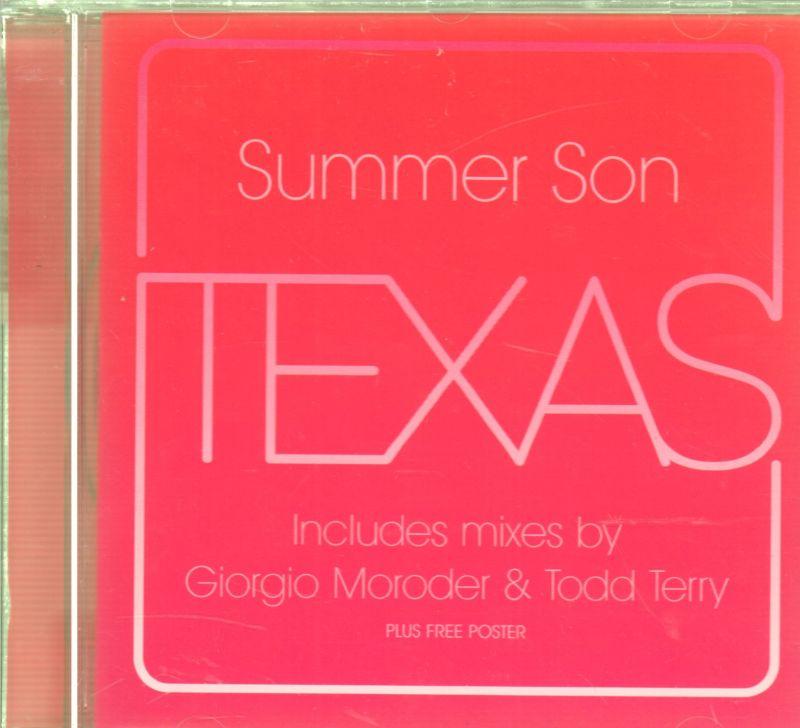 Summer Son
TEXAS
Includes mixes by
Giorgio Moroder & Todd Terry
PLUS FREE POSTER